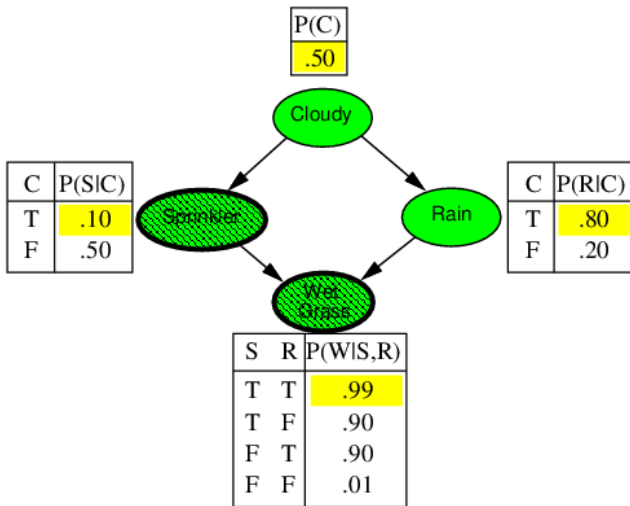 P(C)
.50
Cloudy
C P(S|C)
T .10
F .50
Sprinkler
Rain
C P(R|C)
T .80
F .20
Wet
Grass
S R P(W|S,R)
T T .99
T F .90
F T .90
F F .01